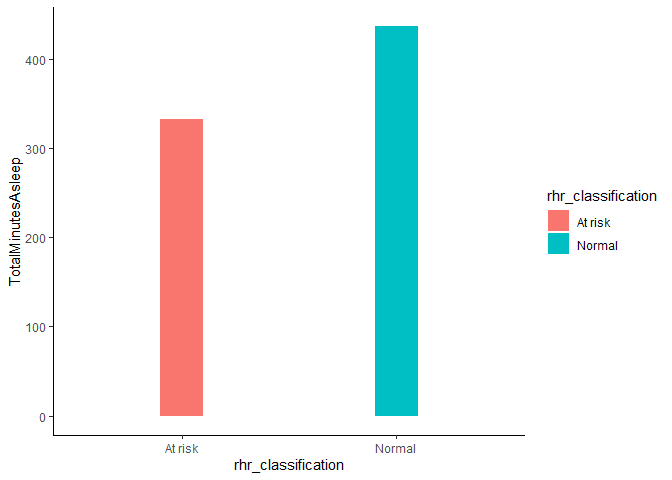 TotalMinutesAsleep
400
300
200
100
0
At risk
Normal
rhr_classification
rhr_classification
At risk
Normal